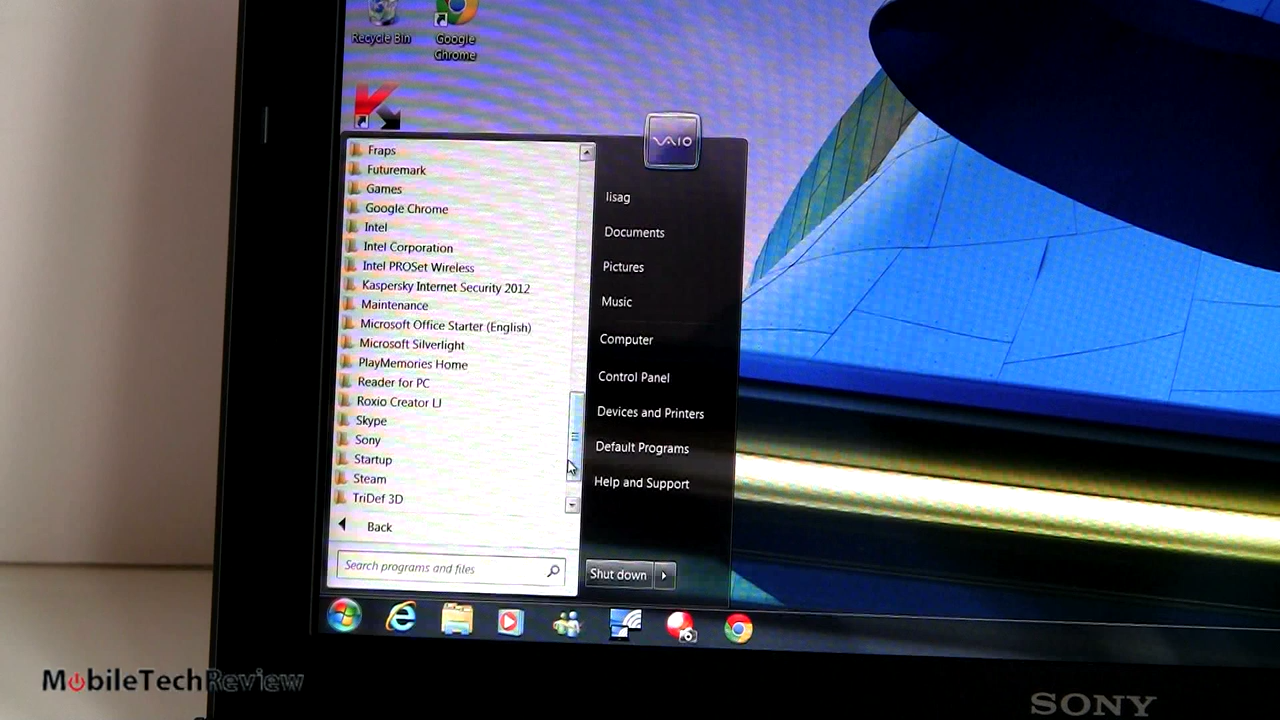 Recycle Bin
Google
Chrome
VAIO
Fraps
Futuremark
Games
Google Chrome
Intel
Intel Corporation
Intel PROSet Wireless
Kaspersky Internet Security 2012
Maintenance
Microsoft Office Starter (English)
Microsoft Silverlight
PlayMemories Home
Reader for PC
Roxio Creator LJ
Skype
Sony
Startup
Steam
TriDef 3D
Back
Search programs and files
lisag
Documents
Pictures
Music
Computer
Control Panel
Devices and Printers
Default Programs
Help and Support
Shut down
MobileTechReview
SONY